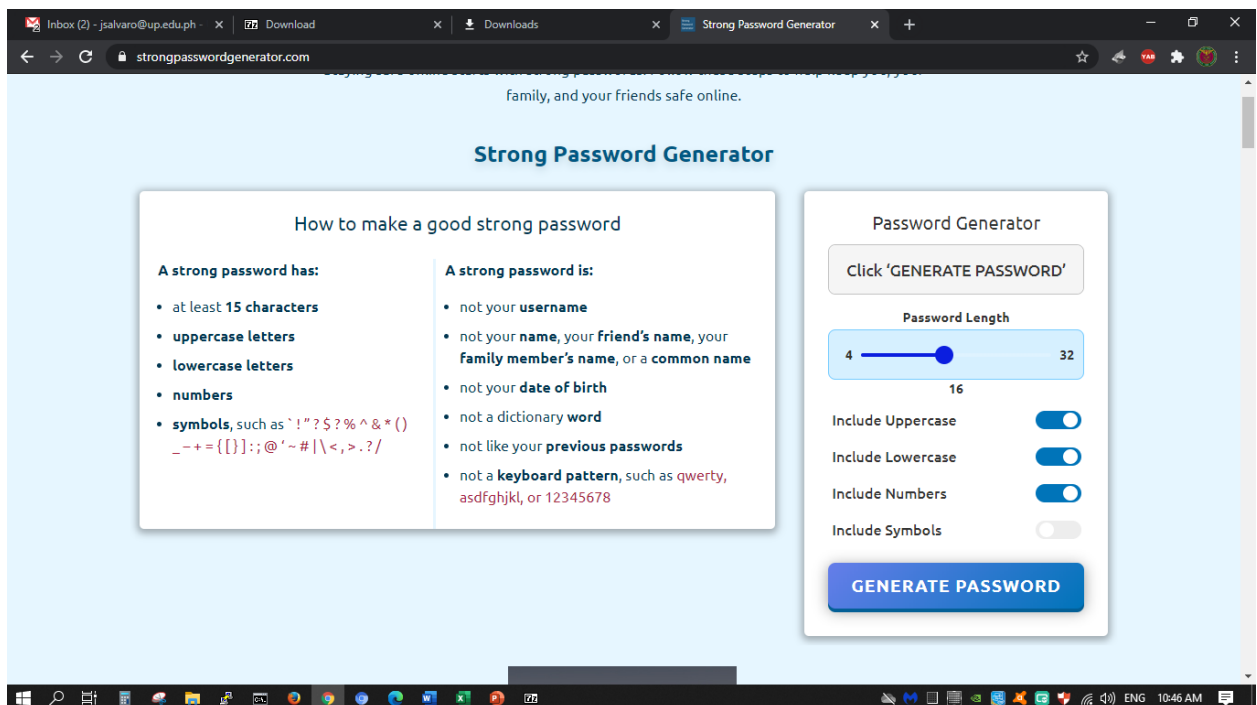 Inbox (2) - jsalvaro@up.edu.ph -
Download
Downloads
Strong Password Generator
strongpasswordgenerator.com
family, and your friends safe online.
Strong Password Generator
How to make a good strong password
A strong password has:
• at least 15 characters
• uppercase letters
• lowercase letters
• numbers
• symbols, such as ` ! " ? $ ? % ^ & * ( )
_ - + = { [ } ] : ; @ ' ~ # | \ < , > . ? /
A strong password is:
• not your username
• not your name, your friend's name, your
family member's name, or a common name
• not your date of birth
• not a dictionary word
• not like your previous passwords
• not a keyboard pattern, such as qwerty,
asdfghjkl, or 12345678
Password Generator
Click ‘GENERATE PASSWORD’
Password Length
4 32
16
Include Uppercase
Include Lowercase
Include Numbers
Include Symbols
GENERATE PASSWORD
ENG 10:46 AM